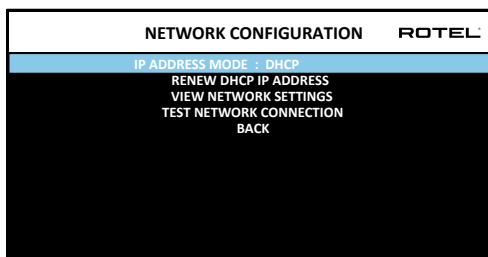 NETWORK CONFIGURATION ROTEL
IP ADDRESS MODE : DHCP
RENEW DHCP IP ADDRESS
VIEW NETWORK SETTINGS
TEST NETWORK CONNECTION
BACK